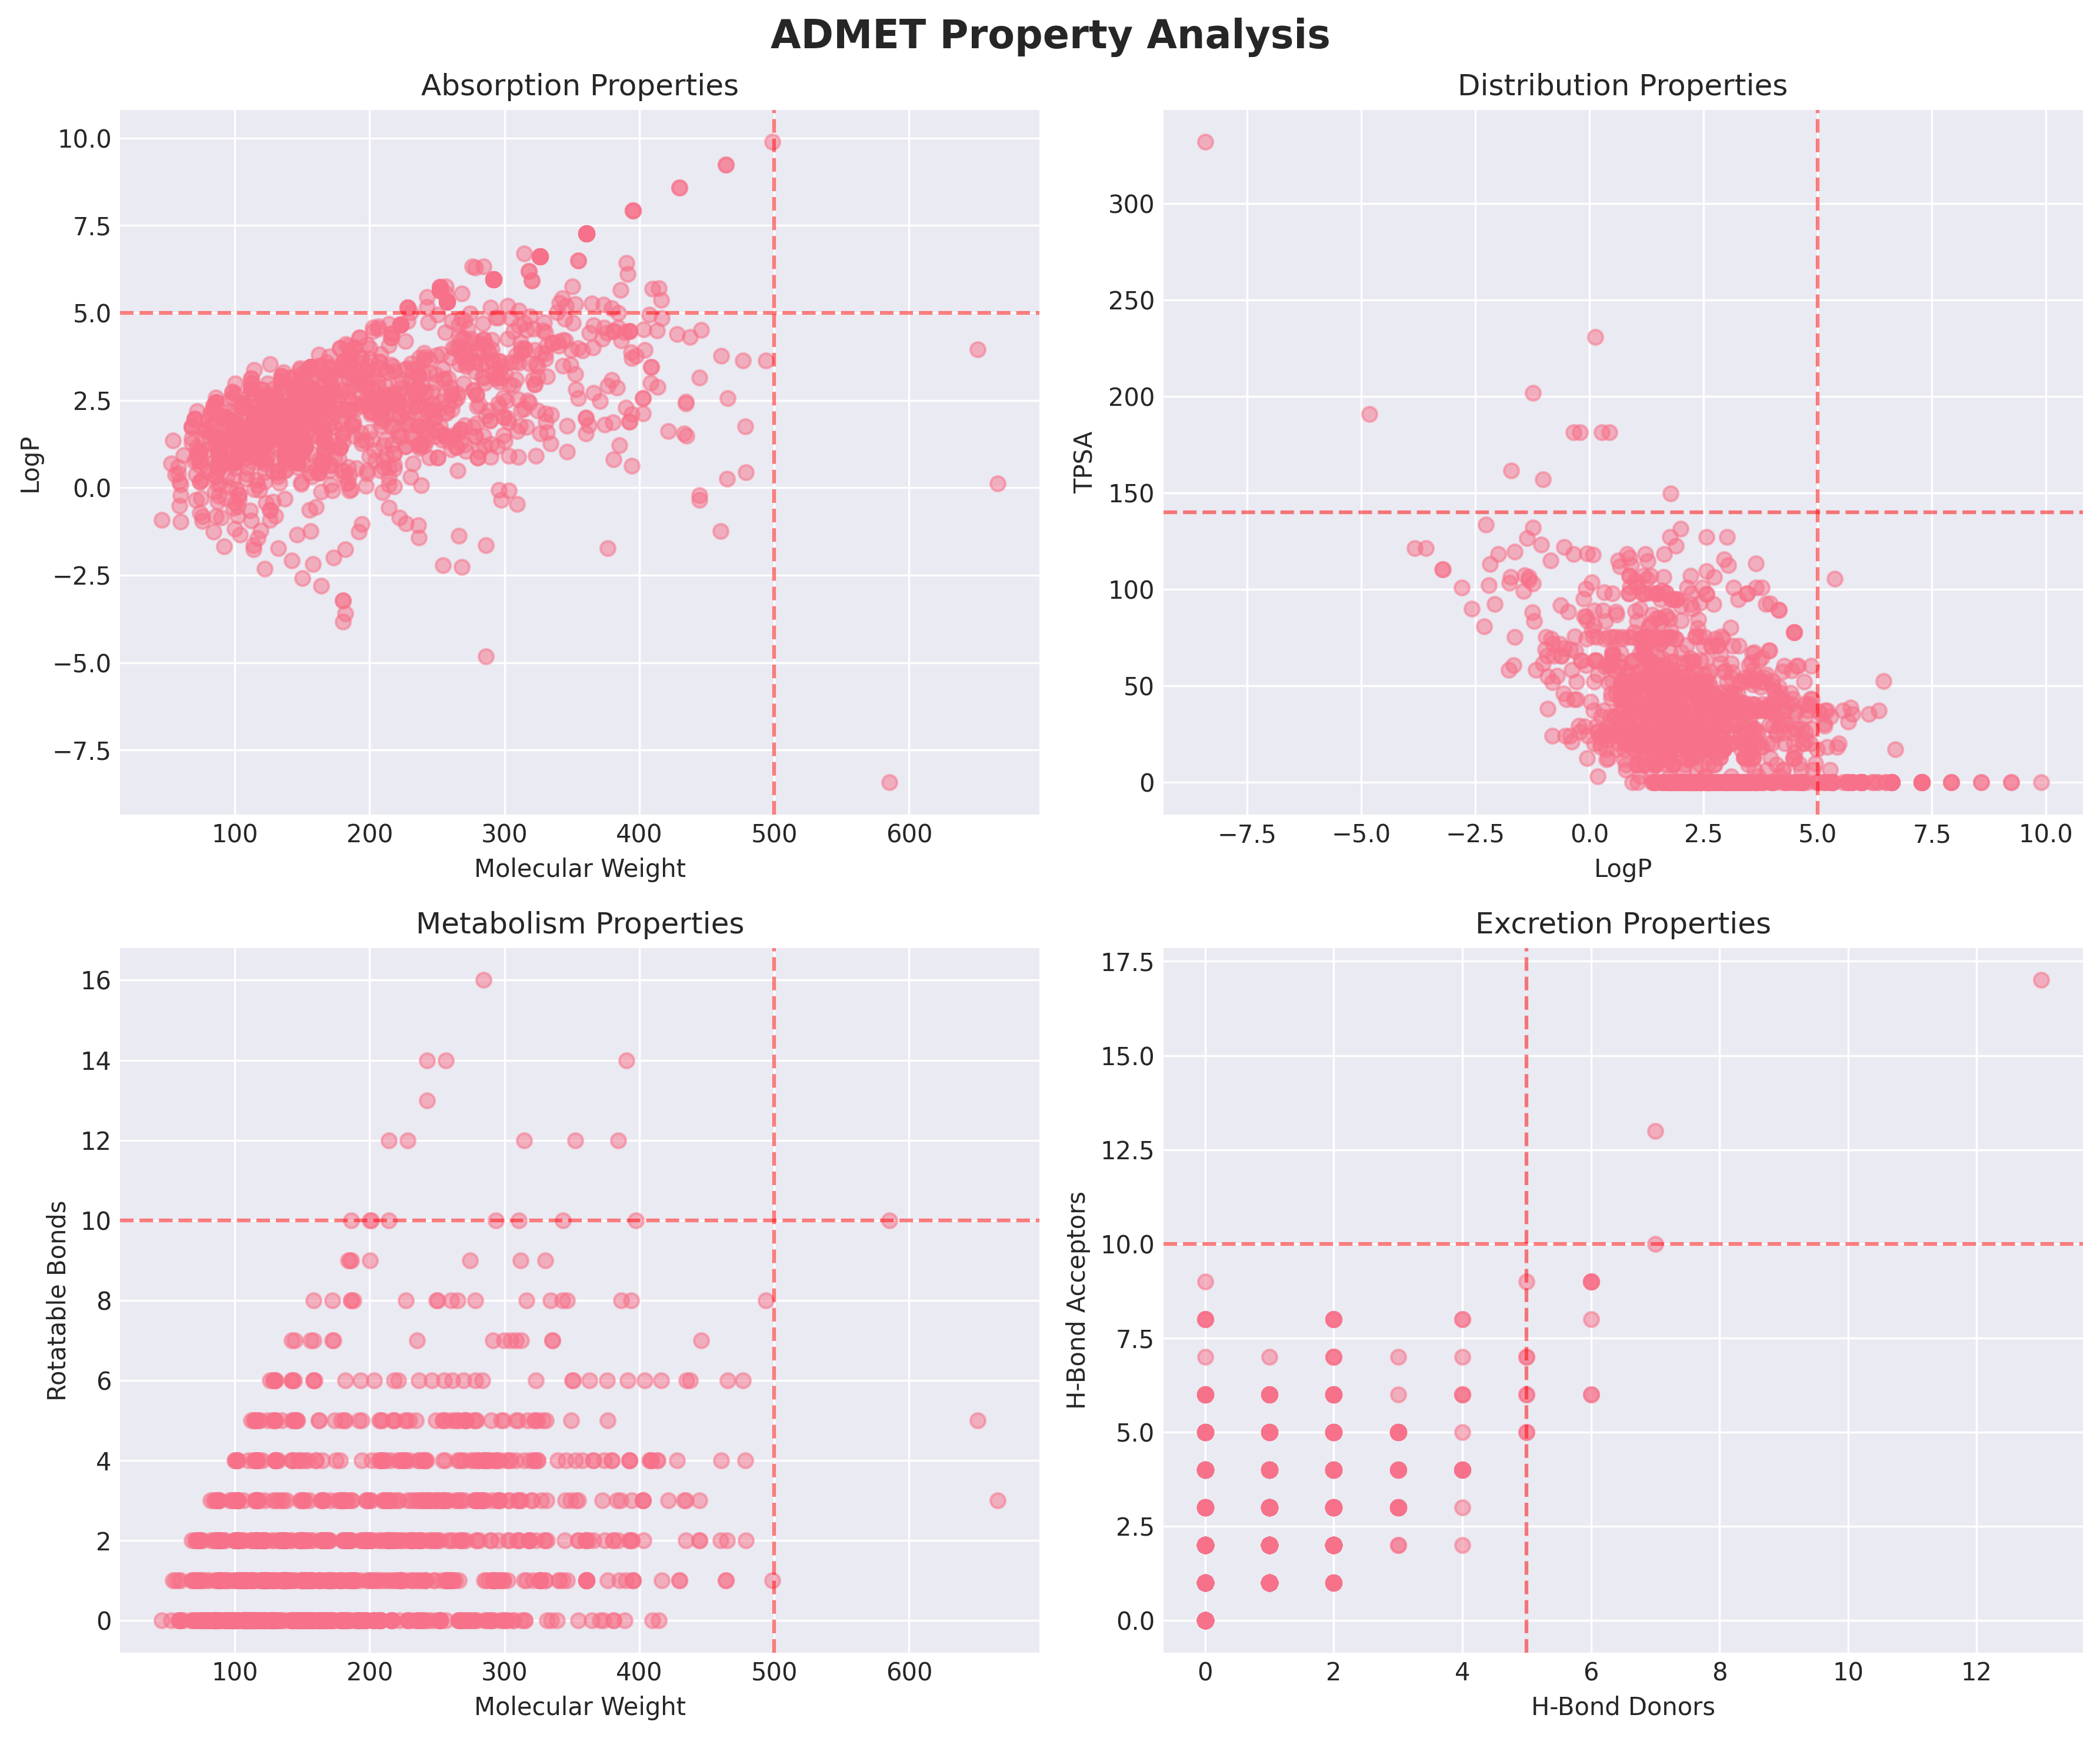 ADMET Property Analysis
Absorption Properties
LogP
10.0
7.5
5.0
2.5
0.0
−2.5
−5.0
−7.5
100 200 300 400 500 600
Molecular Weight
Distribution Properties
TPSA
300
250
200
150
100
50
0
−7.5 −5.0 −2.5 0.0 2.5 5.0 7.5 10.0
LogP
Metabolism Properties
Rotatable Bonds
16
14
12
10
8
6
4
2
0
100 200 300 400 500 600
Molecular Weight
Excretion Properties
H-Bond Acceptors
17.5
15.0
12.5
10.0
7.5
5.0
2.5
0.0
0 2 4 6 8 10 12
H-Bond Donors